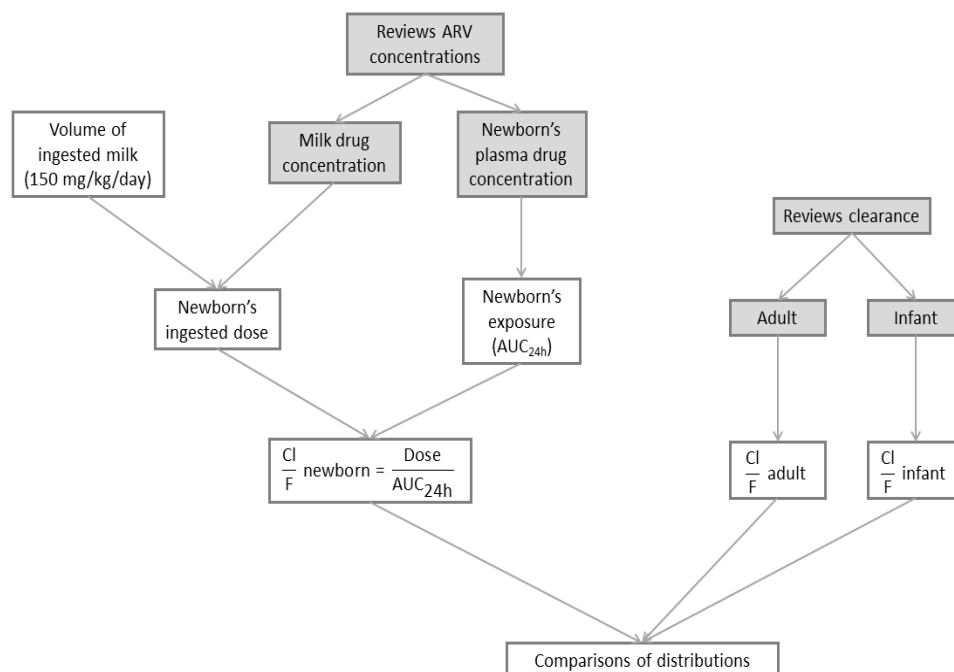 Reviews ARV
concentrations
Volume of
ingested milk
(150 mg/kg/day)
Milk drug
concentration
Newborn's
plasma drug
concentration
Reviews clearance
Newborn's
ingested dose
Newborn's
exposure
(AUC24h)
Adult
Infant
Cl/F newborn = Dose/AUC24h
Cl/F adult
Cl/F infant
Comparisons of distributions